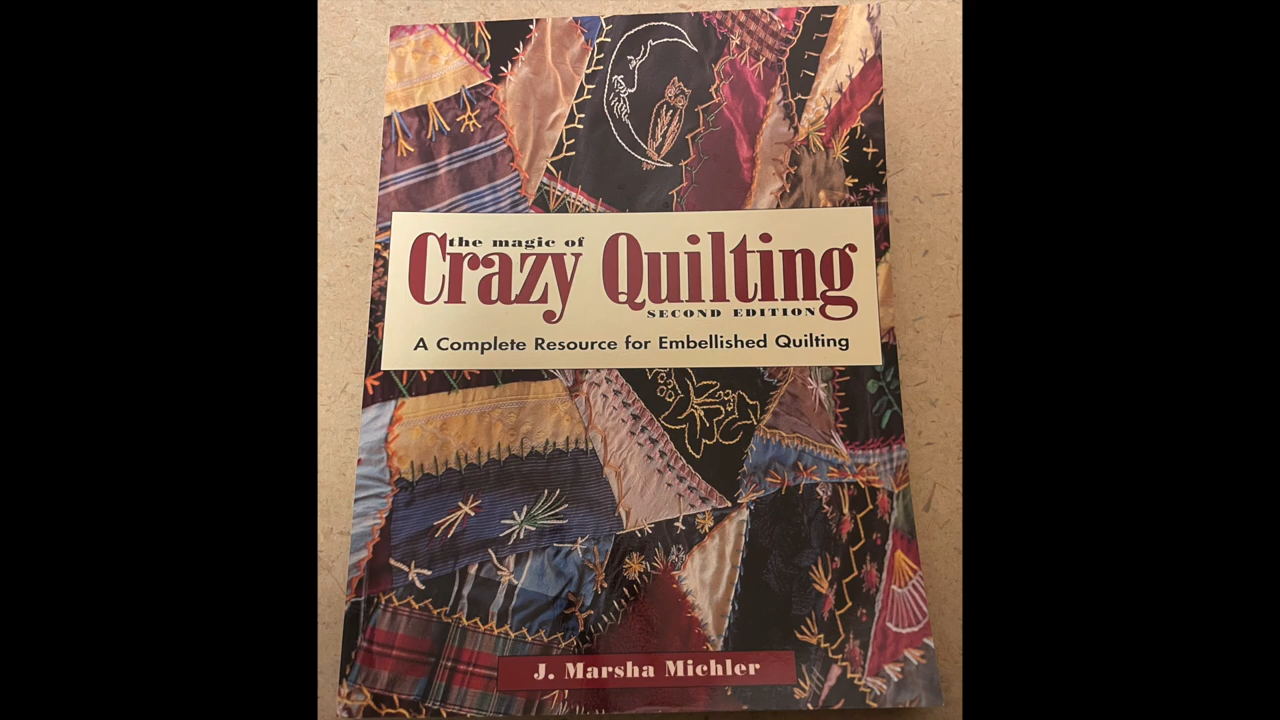 the magic of
Crazy Quilting
SECOND EDITION
A Complete Resource for Embellished Quilting
J. Marsha Michler